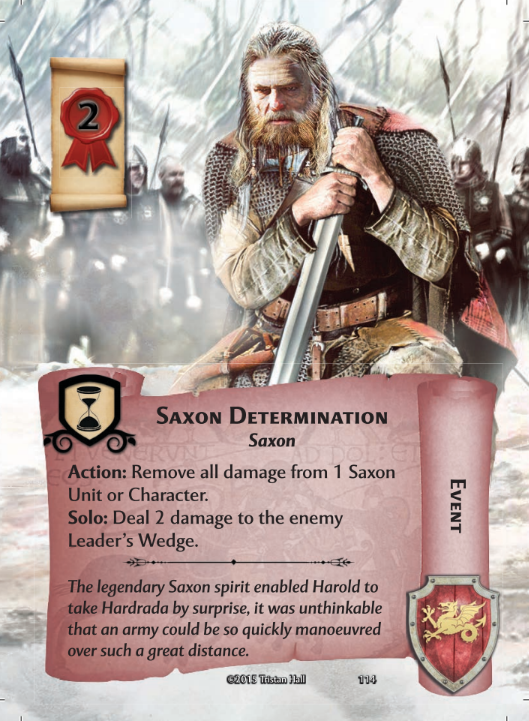 2
Saxon Determination
Saxon
Action: Remove all damage from 1 Saxon
Unit or Character.
Solo: Deal 2 damage to the enemy
Leader's Wedge.
The legendary Saxon spirit enabled Harold to
take Hardrada by surprise, it was unthinkable
that an army could be so quickly manoeuvred
over such a great distance.
Event
©2015 Tristan Hall 114